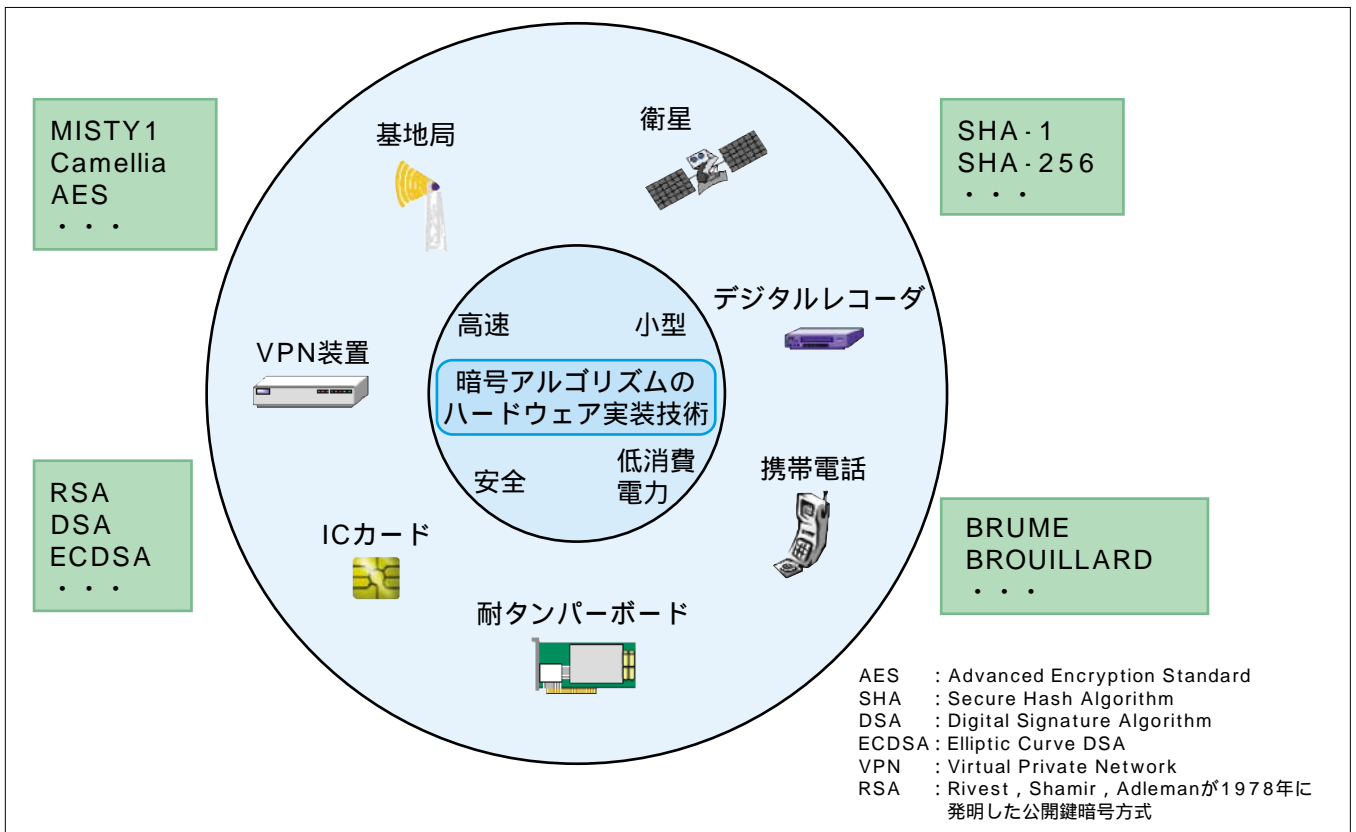 MISTY1
Camellia
AES
・・・
基地局
衛星
SHA-1
SHA-256
・・・
デジタルレコーダ
VPN装置
高速
小型
暗号アルゴリズムの
ハードウェア実装技術
安全
低消費
電力
携帯電話
RSA
DSA
ECDSA
・・・
ICカード
耐タンパーボード
BRUME
BROUILLARD
・・・
AES : Advanced Encryption Standard
SHA : Secure Hash Algorithm
DSA : Digital Signature Algorithm
ECDSA : Elliptic Curve DSA
VPN : Virtual Private Network
RSA : Rivest,Shamir,Adlemanが1978年に
発明した公開鍵暗号方式